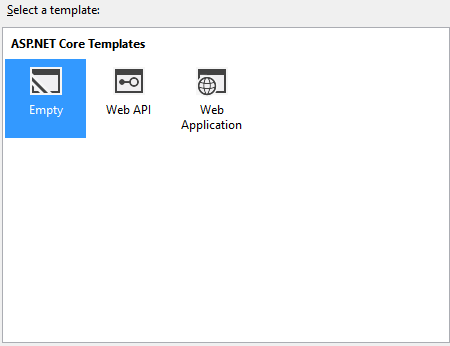 Select a template:
ASP.NET Core Templates
Empty
Web API
Web
Application